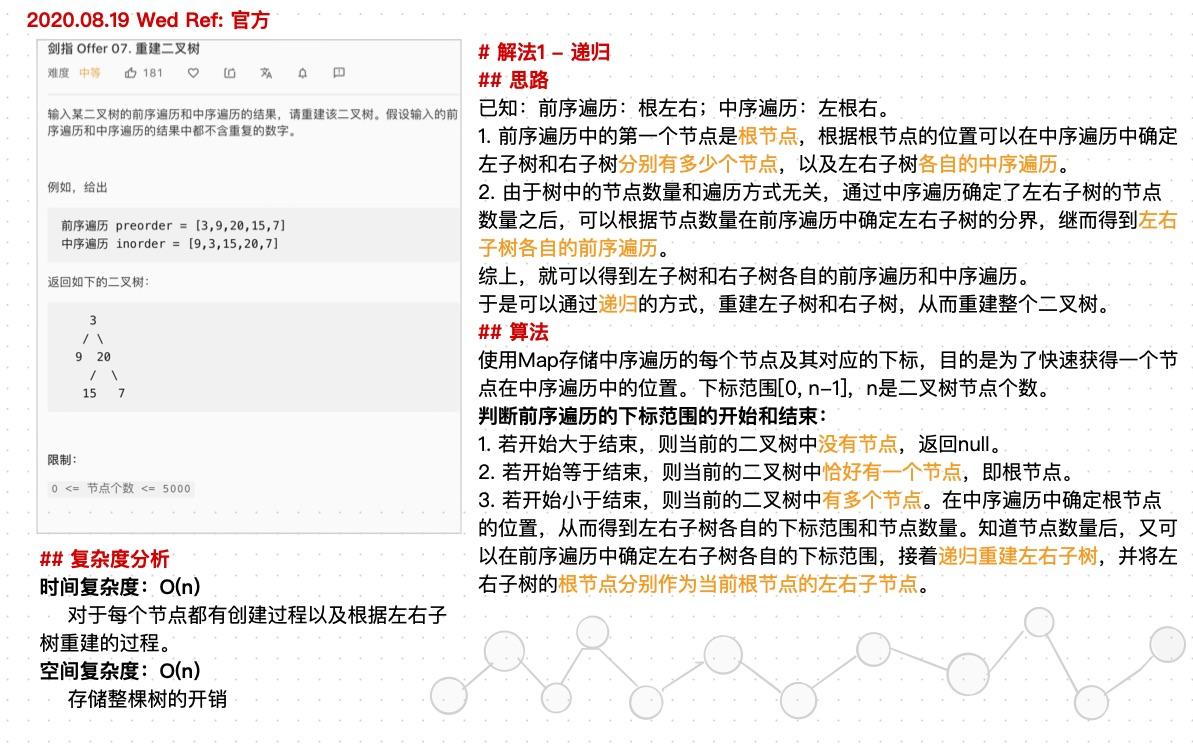 2020.08.19 Wed Ref: 官方
剑指 Offer 07. 重建二叉树
难度 中等 181
输入某二叉树的前序遍历和中序遍历的结果，请重建该二叉树。假设输入的前
序遍历和中序遍历的结果中都不含重复的数字。
例如，给出
前序遍历 preorder = [3,9,20,15,7]
中序遍历 inorder = [9,3,15,20,7]
返回如下的二叉树：
3
/ \
9 20
/ \
15 7
限制：
0 <= 节点个数 <= 5000
## 复杂度分析
时间复杂度：O(n)
对于每个节点都有创建过程以及根据左右子
树重建的过程。
空间复杂度：O(n)
存储整棵树的开销
# 解法1 – 递归
## 思路
已知：前序遍历：根左右；中序遍历：左根右。
1. 前序遍历中的第一个节点是根节点，根据根节点的位置可以在中序遍历中确定
左子树和右子树分别有多少个节点，以及左右子树各自的中序遍历。
2. 由于树中的节点数量和遍历方式无关，通过中序遍历确定了左右子树的节点
数量之后，可以根据节点数量在前序遍历中确定左右子树的分界，继而得到左右
子树各自的前序遍历。
综上，就可以得到左子树和右子树各自的前序遍历和中序遍历。
于是可以通过递归的方式，重建左子树和右子树，从而重建整个二叉树。
## 算法
使用Map存储中序遍历的每个节点及其对应的下标，目的是为了快速获得一个节
点在中序遍历中的位置。下标范围[0, n−1]，n是二叉树节点个数。
判断前序遍历的下标范围的开始和结束：
1. 若开始大于结束，则当前的二叉树中没有节点，返回null。
2. 若开始等于结束，则当前的二叉树中恰好有一个节点，即根节点。
3. 若开始小于结束，则当前的二叉树中有多个节点。在中序遍历中确定根节点
的位置，从而得到左右子树各自的下标范围和节点数量。知道节点数量后，又可
以在前序遍历中确定左右子树各自的下标范围，接着递归重建左右子树，并将左
右子树的根节点分别作为当前根节点的左右子节点。